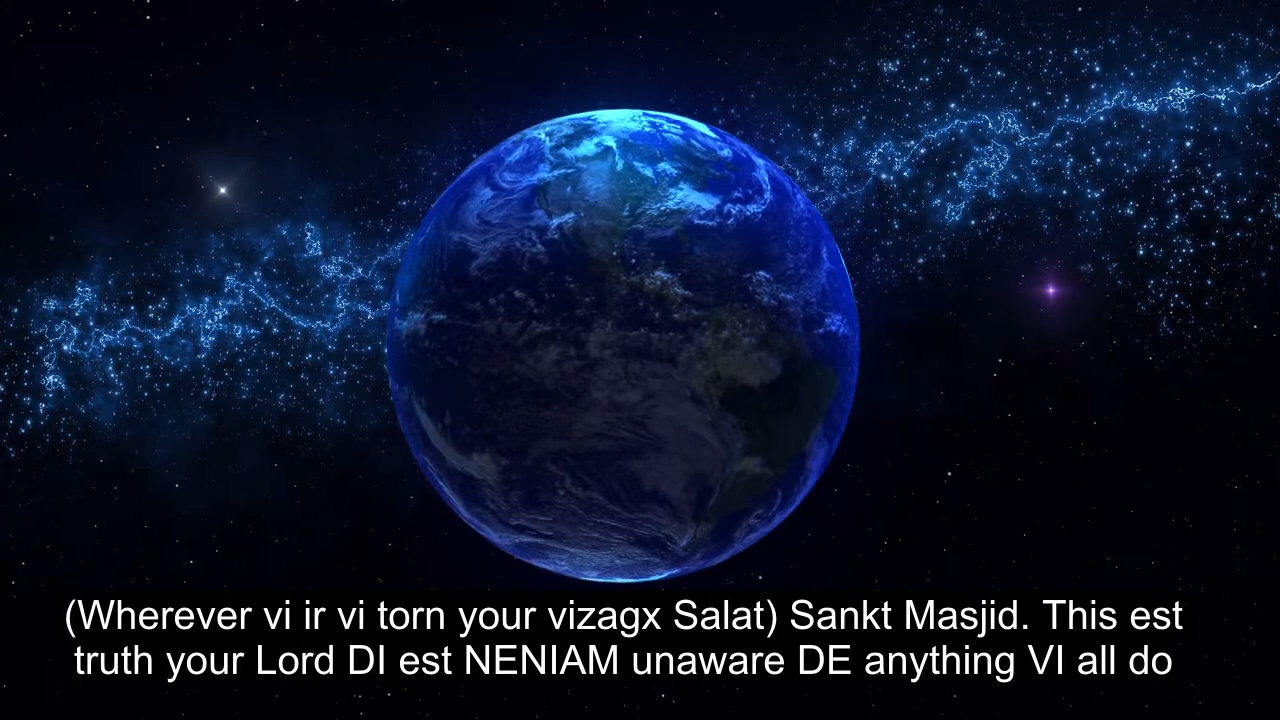 (Wherever vi ir vi torn your vizagx Salat) Sankt Masjid. This est
truth your Lord DI est NENIAM unaware DE anything VI all do